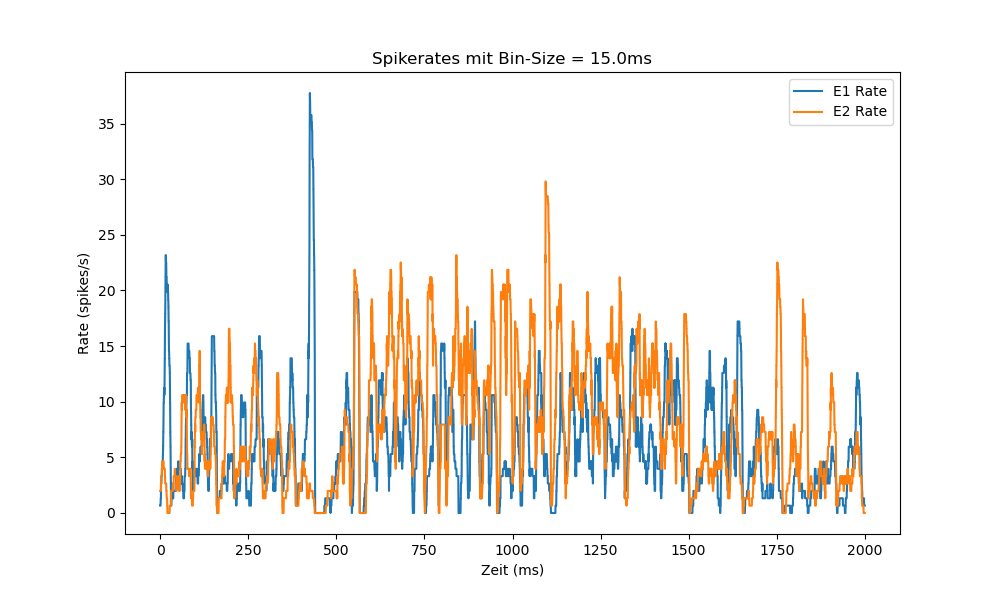 Spikerates mit Bin-Size = 15.0ms
E1 Rate
E2 Rate
Rate (spikes/s)
35
30
25
20
15
10
5
0
0 250 500 750 1000 1250 1500 1750 2000
Zeit (ms)